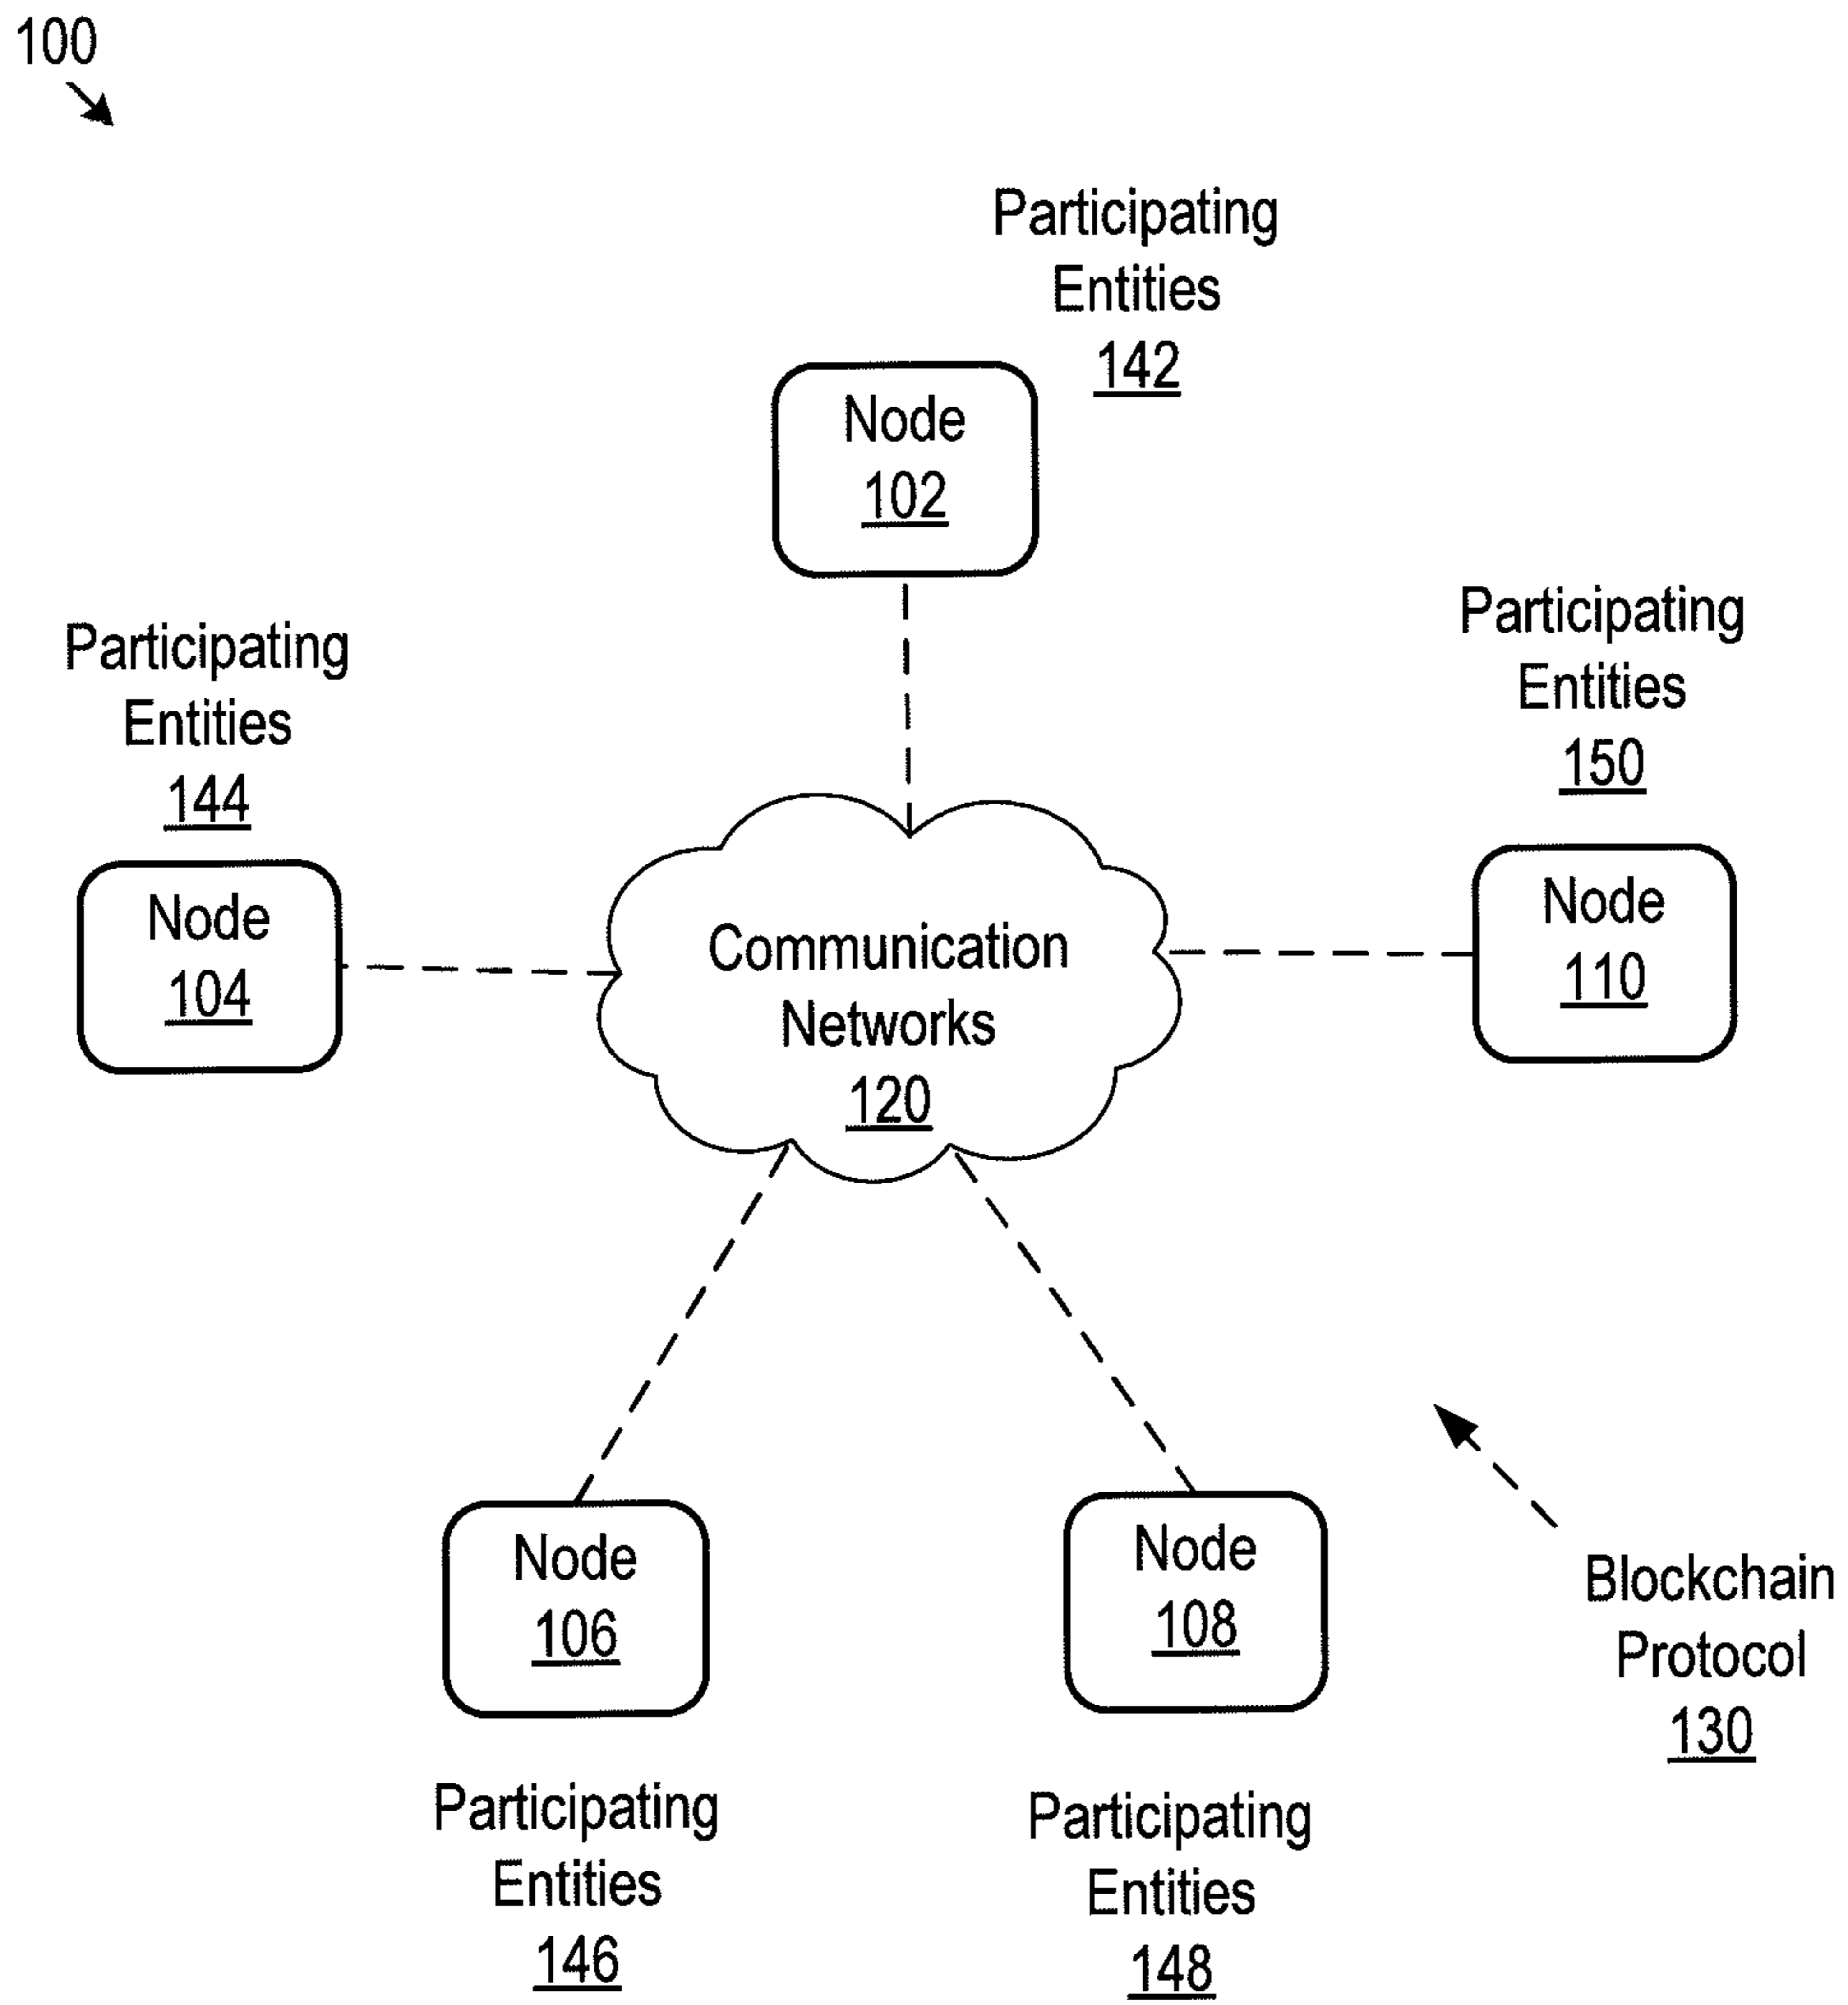 100
Participating
Entities
142
Node
102
Participating
Entities
144
Participating
Entities
150
Node
104
Communication
Networks
120
Node
110
Node
106
Node
108
Blockchain
Protocol
130
Participating
Entities
146
Participating
Entities
148